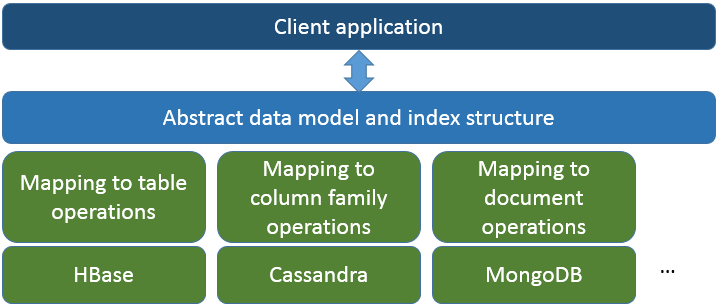 Client application
Abstract data model and index structure
Mapping to table
operations
Mapping to
column family
operations
Mapping to
document
operations
HBase
Cassandra
MongoDB
...